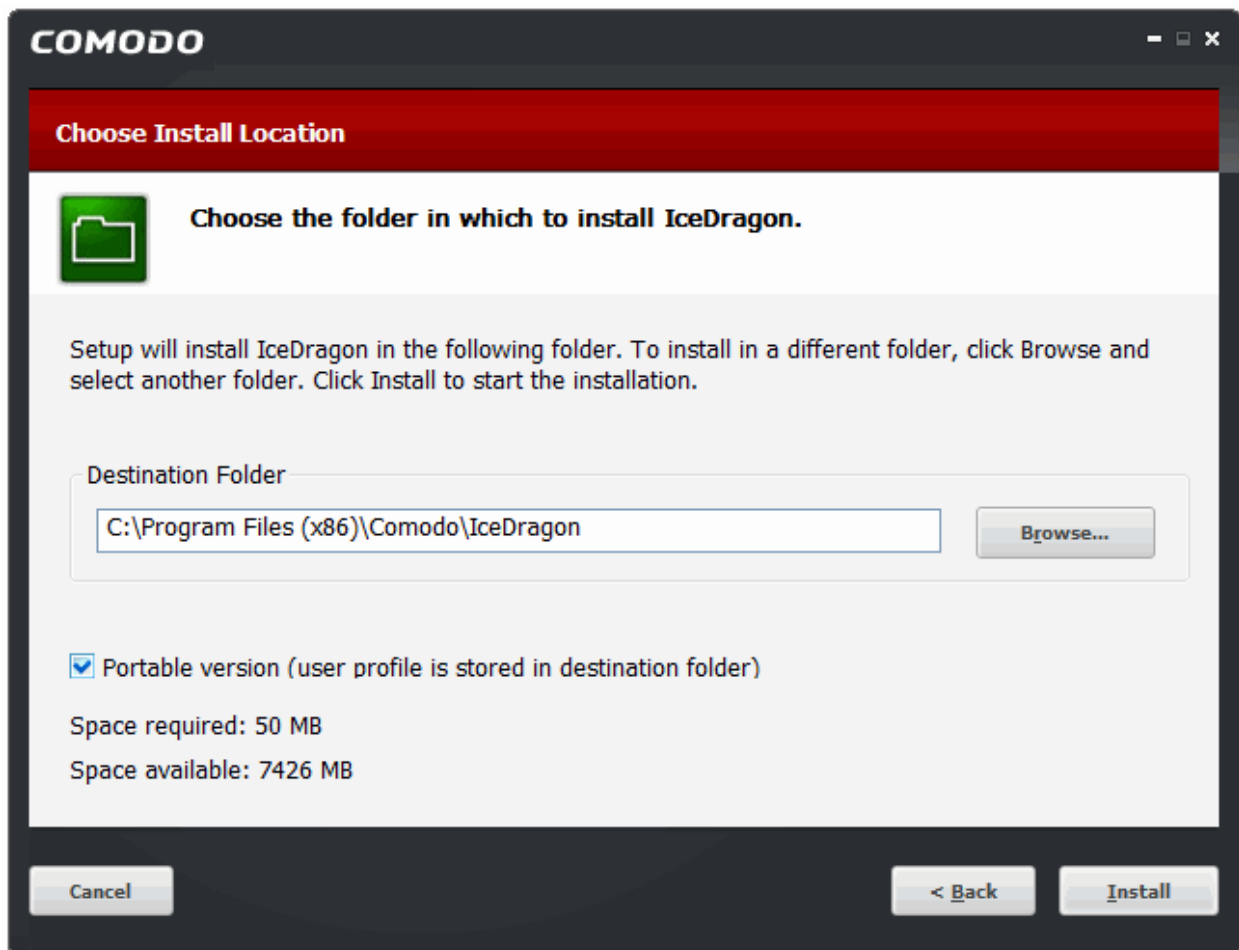 COMODO
Choose Install Location
Choose the folder in which to install IceDragon.
Setup will install IceDragon in the following folder. To install in a different folder, click Browse and
select another folder. Click Install to start the installation.
Destination Folder
C:\Program Files (x86)\Comodo\IceDragon
Browse...
Portable version (user profile is stored in destination folder)
Space required: 50 MB
Space available: 7426 MB
Cancel
< Back
Install